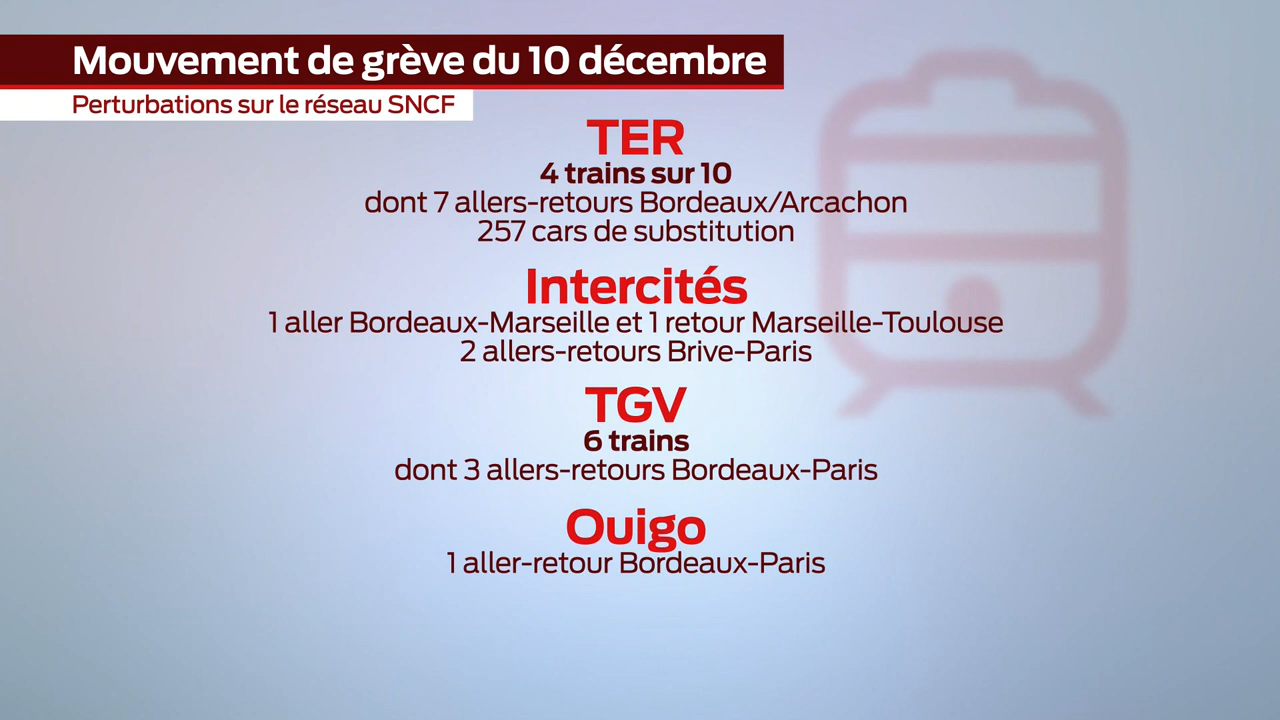 Mouvement de grève du 10 décembre
Perturbations sur le réseau SNCF
TER
4 trains sur 10
dont 7 allers-retours Bordeaux/Arcachon
257 cars de substitution
Intercités
1 aller Bordeaux-Marseille et 1 retour Marseille-Toulouse
2 allers-retours Brive-Paris
TGV
6 trains
dont 3 allers-retours Bordeaux-Paris
Ouigo
1 aller-retour Bordeaux-Paris